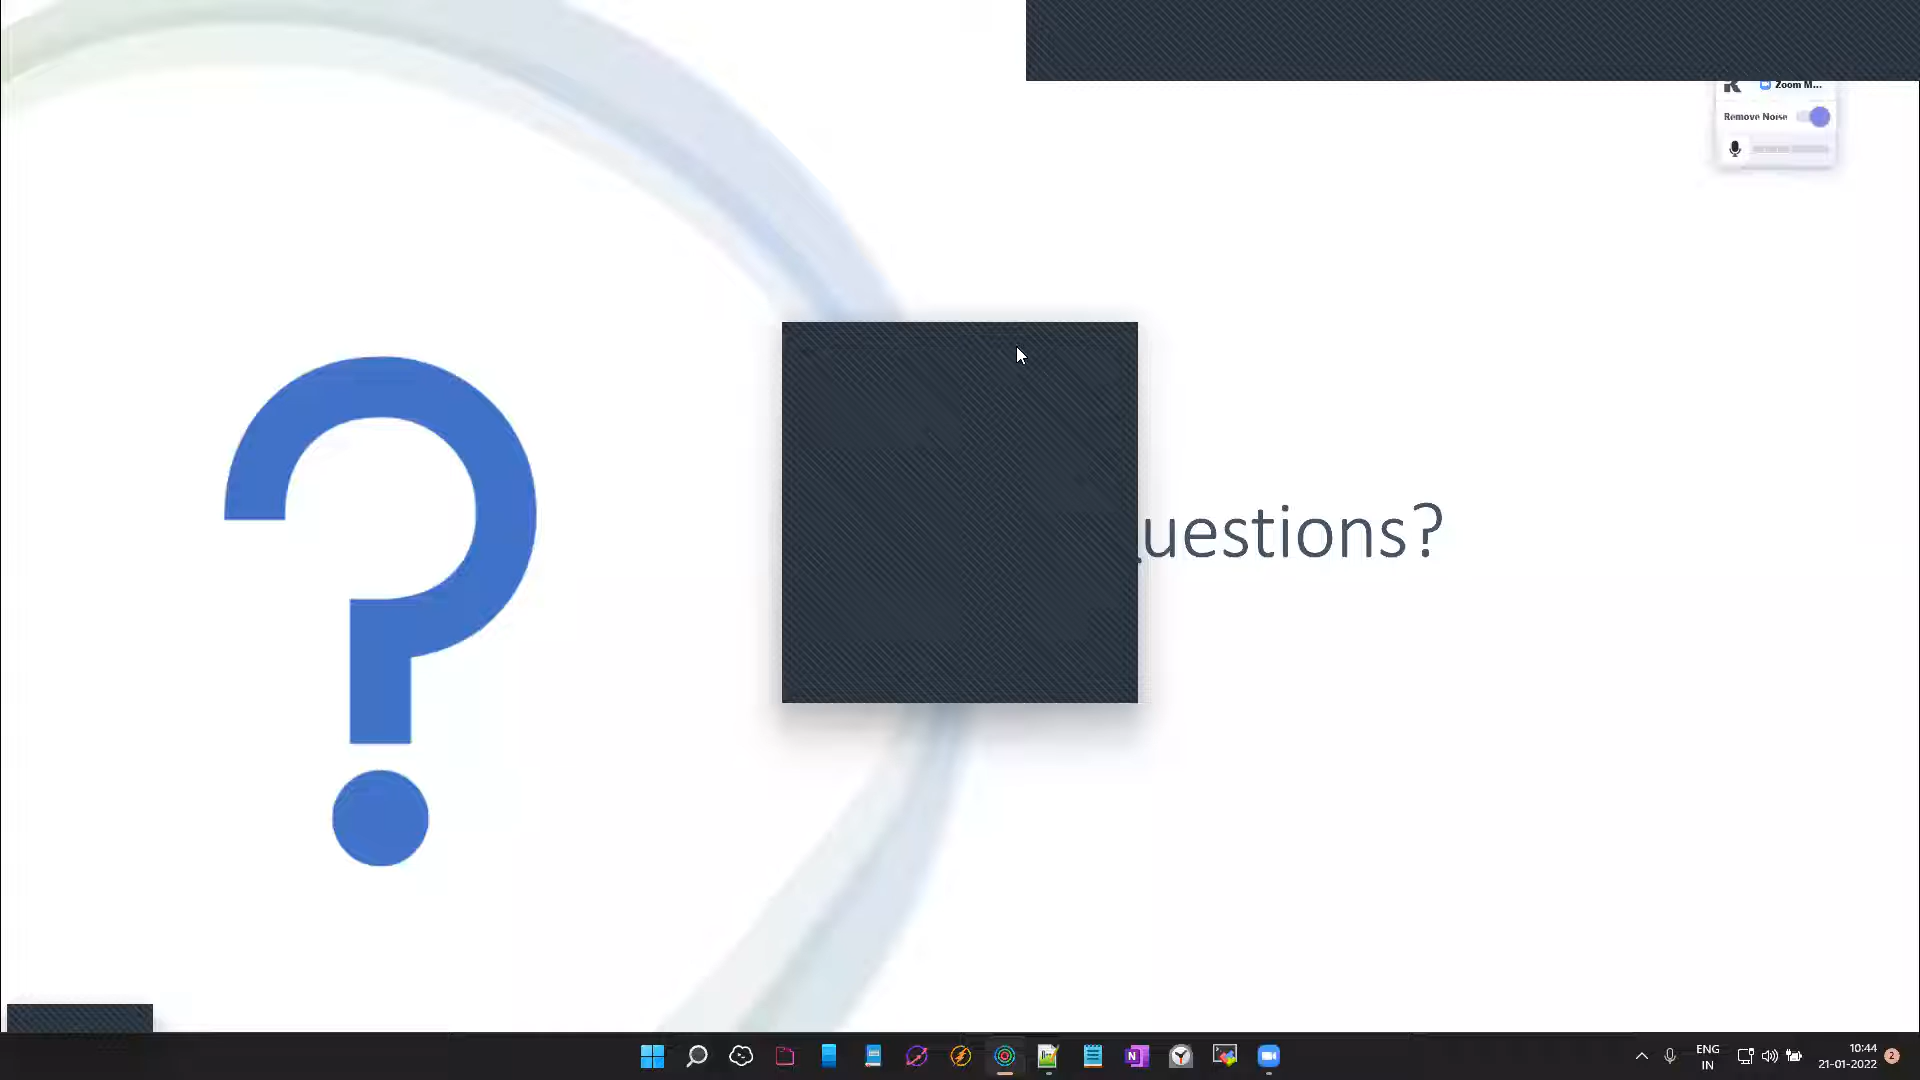 Zoom M...
Remove Noise
uestions?
ENG
IN
10:44
21-01-2022
2